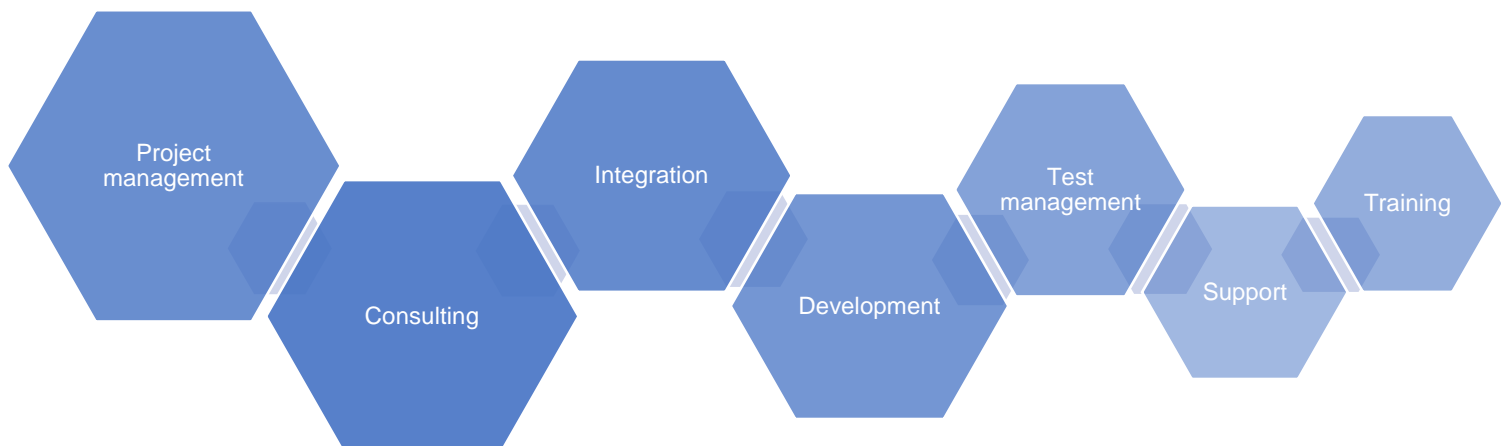 Project
management
Consulting
Integration
Development
Test
management
Support
Training